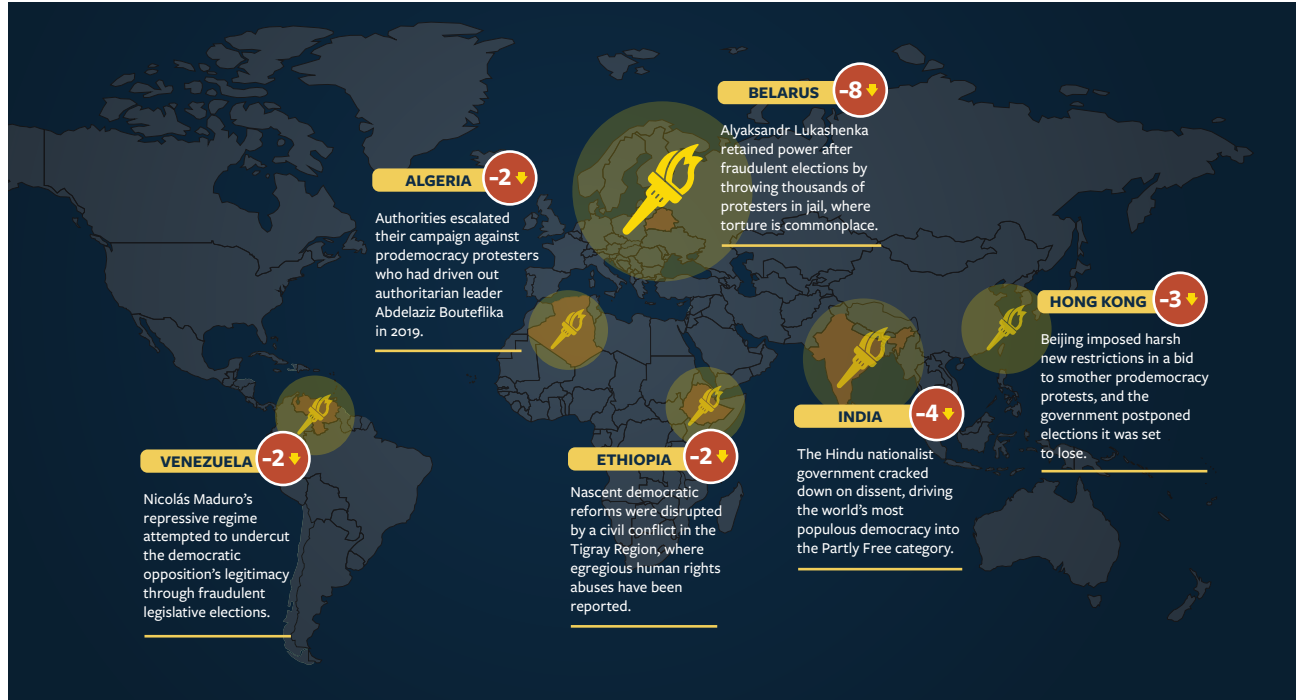 BELARUS
–8
Alyaksandr Lukashenka
retained power after
fraudulent elections by
throwing thousands of
protesters in jail, where
torture is commonplace.
ALGERIA
–2
Authorities escalated
their campaign against
prodemocracy protesters
who had driven out
authoritarian leader
Abdelaziz Bouteflika
in 2019.
HONG KONG
–3
Beijing imposed harsh
new restrictions in a bid
to smother prodemocracy
protests, and the
government postponed
elections it was set
to lose.
INDIA
–4
The Hindu nationalist
government cracked
down on dissent, driving
the world’s most
populous democracy into
the Partly Free category.
VENEZUELA
–2
Nicolás Maduro’s
repressive regime
attempted to undercut
the democratic
opposition’s legitimacy
through fraudulent
legislative elections.
ETHIOPIA
–2
Nascent democratic
reforms were disrupted
by a civil conflict in the
Tigray Region, where
egregious human rights
abuses have been
reported.